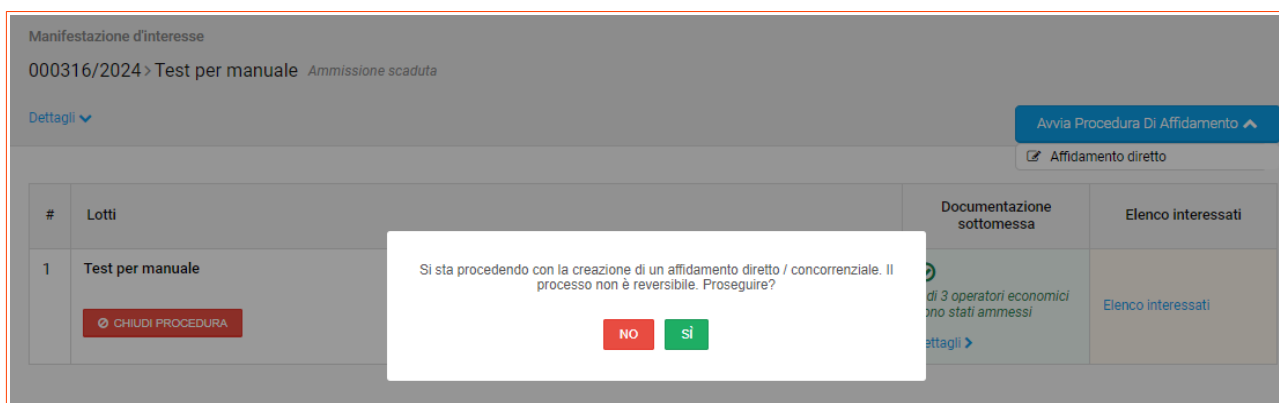 Manifestazione d'interesse
000316/2024 > Test per manuale Ammissione scaduta
Dettagli
Avvia Procedura Di Affidamento
Affidamento diretto
# Lotti Documentazione sottomessa Elenco interessati
1 Test per manuale
CHIUDI PROCEDURA
Si sta procedendo con la creazione di un affidamento diretto / concorrenziale. Il
processo non è reversibile. Proseguire?
NO SÌ
di 3 operatori economici
stati ammessi
Elenco interessati